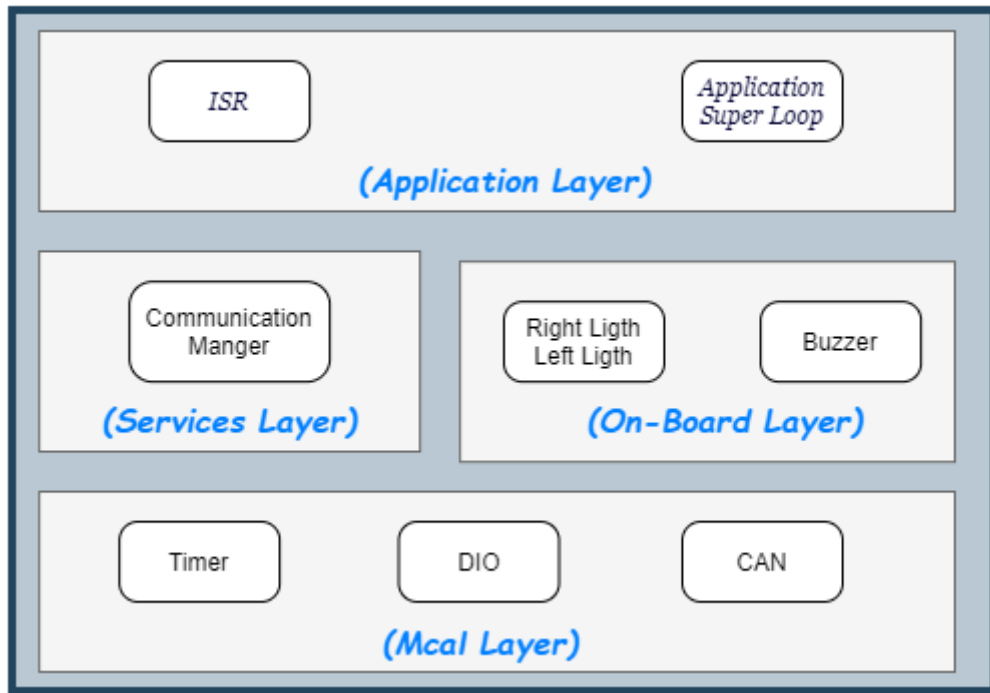 ISR
Application
Super Loop
(Application Layer)
Communication
Manger
(Services Layer)
Right Ligth
Left Ligth
Buzzer
(On-Board Layer)
Timer
DIO
CAN
(Mcal Layer)